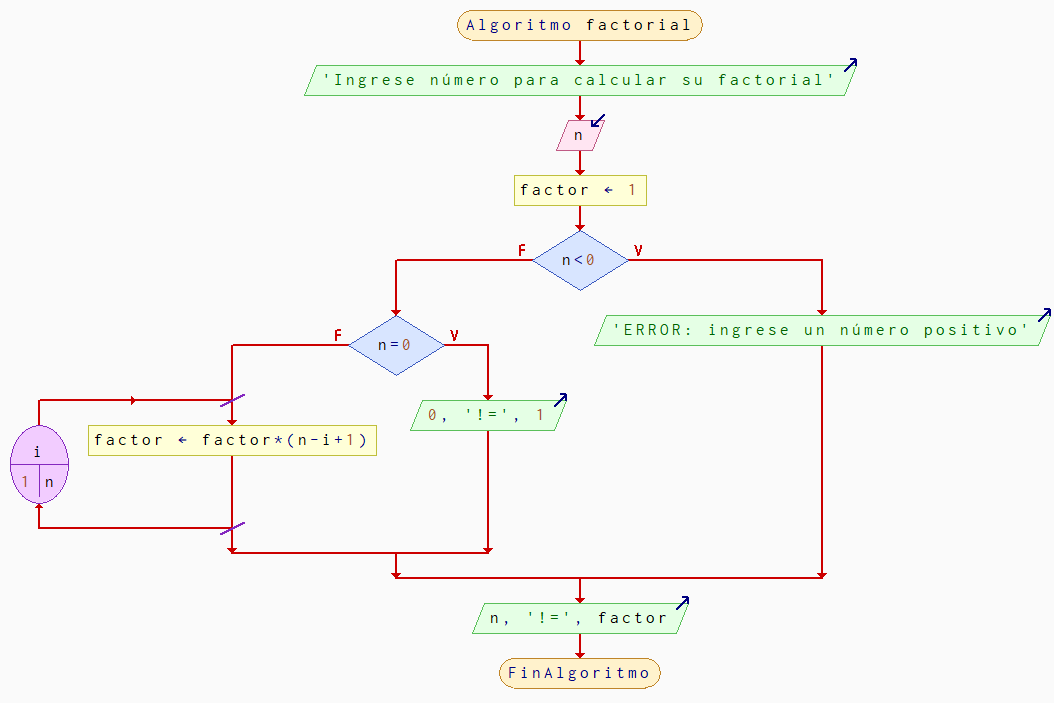 Algoritmo factorial
'Ingrese número para calcular su factorial'
n
factor ← 1
n<0
F
V
n=0
F
V
'ERROR: ingrese un número positivo'
0, '!=', 1
factor ← factor*(n-i+1)
i
1 n
n, '!=', factor
FinAlgoritmo